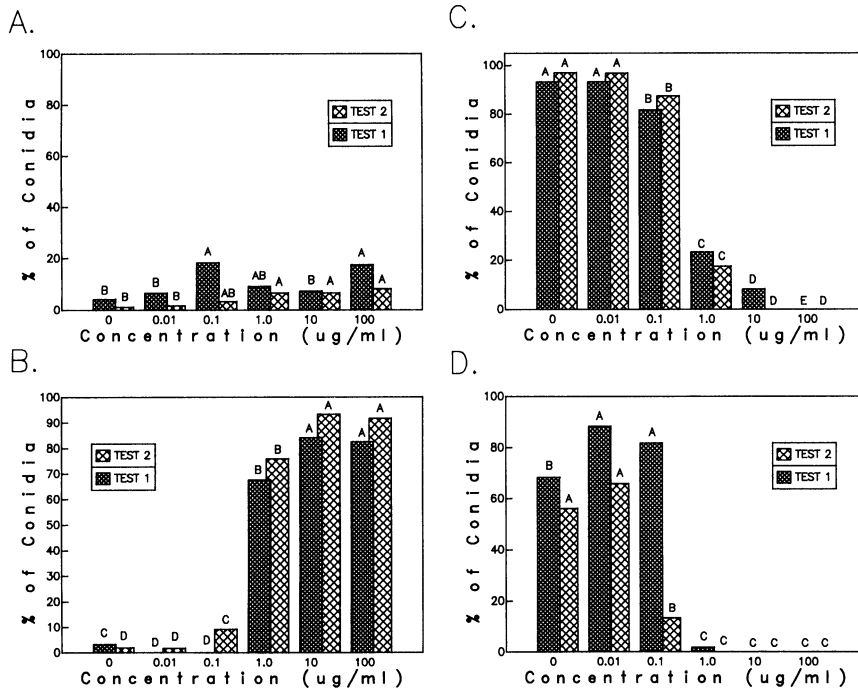 A.
% of Conidia
100
80
60
40
20
0
TEST 2
TEST 1
B B B B A AB AB A B A A A
0 0.01 0.1 1.0 10 100
Concentration (ug/ml)
B.
% of Conidia
100
90
80
70
60
50
40
30
20
10
0
TEST 2
TEST 1
C D D D D C B B A A A A
0 0.01 0.1 1.0 10 100
Concentration (ug/ml)
C.
% of Conidia
100
80
60
40
20
0
TEST 2
TEST 1
A A A A B B C C D D E D
0 0.01 0.1 1.0 10 100
Concentration (ug/ml)
D.
% of Conidia
100
80
60
40
20
0
TEST 2
TEST 1
B A A A A B C C C C C C
0 0.01 0.1 1.0 10 100
Concentration (ug/ml)